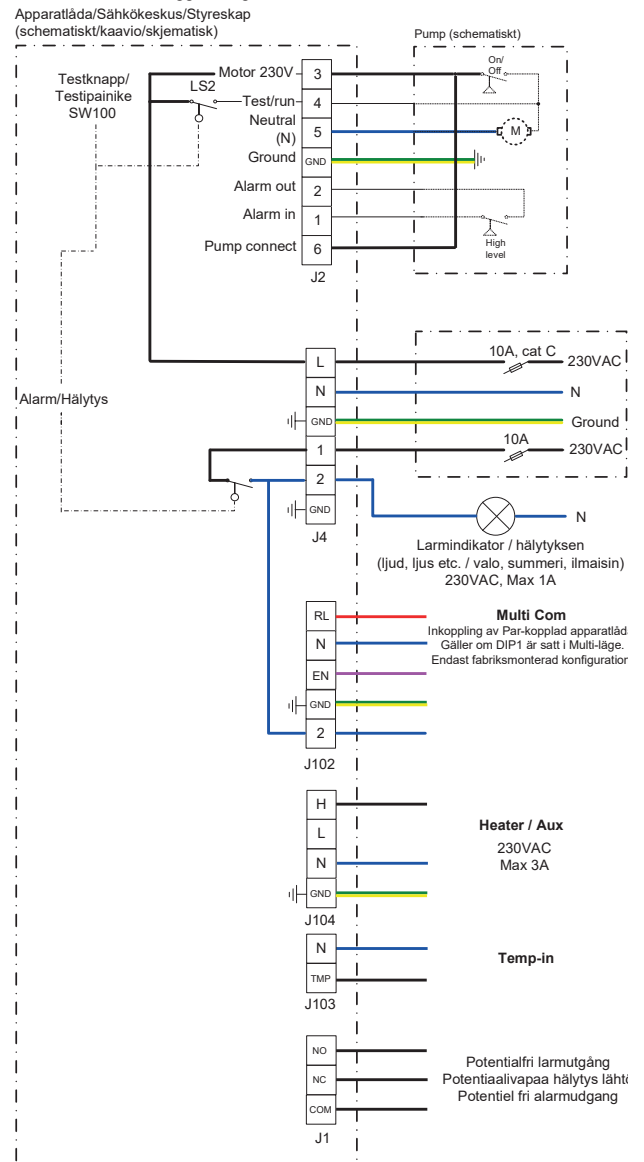 Apparatlåda/Sähkökeskus/Styreskap
(schematiskt/kaavio/skjematisk)
Pump (schematiskt)
Testknapp/
Testipainike
SW100
LS2
Motor 230V
3
On/
Off
Test/run
4
Neutral
(N)
5
M
Ground
GND
Alarm out
2
Alarm in
1
Pump connect
6
High
level
J2
L
10A, cat C
230VAC
N
N
Alarm/Hälytys
GND
Ground
1
10A
230VAC
2
GND
N
J4
Larmindikator / hälytyksen
(ljud, ljus etc. / valo, summeri, ilmaisin)
230VAC, Max 1A
RL
Multi Com
N
Inkoppling av Par-kopplad apparatlåda
Gäller om DIP1 är satt i Multi-läge.
EN
Endast fabriksmonterad konfiguration
GND
2
J102
H
Heater / Aux
L
230VAC
N
Max 3A
GND
J104
N
Temp-in
TMP
J103
NO
Potentialfri larmutgång
NC
Potentiaalivapaa hälytys lähtö
Potentiel fri alarmudgang
COM
J1